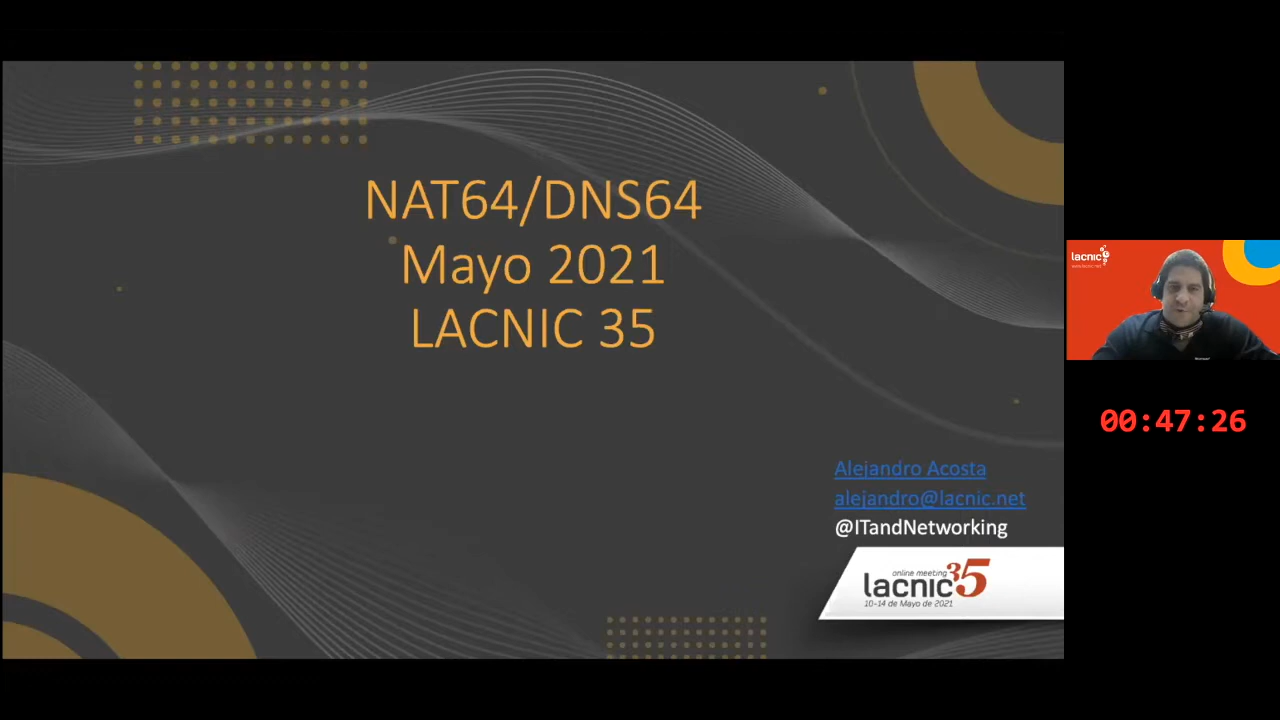 NAT64/DNS64
Mayo 2021
LACNIC 35
Alejandro Acosta
alejandro@lacnic.net
@ITandNetworking
online meeting
lacnic35
10-14 de Mayo de 2021
lacnic
00:47:26